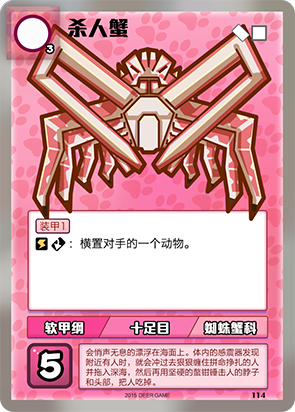 杀人蟹
3
装甲1
：横置对手的一个动物。
软甲纲
十足目
蜘蛛蟹科
5
会悄声无息的漂浮在海面上。体内的感震器发现
附近有人时，就会冲过去狠狠缠住拼命挣扎的人
并拖入深海，然后再用坚硬的螯钳锤击人的脖子
和头部，把人吃掉。
2015 DEER GAME
114